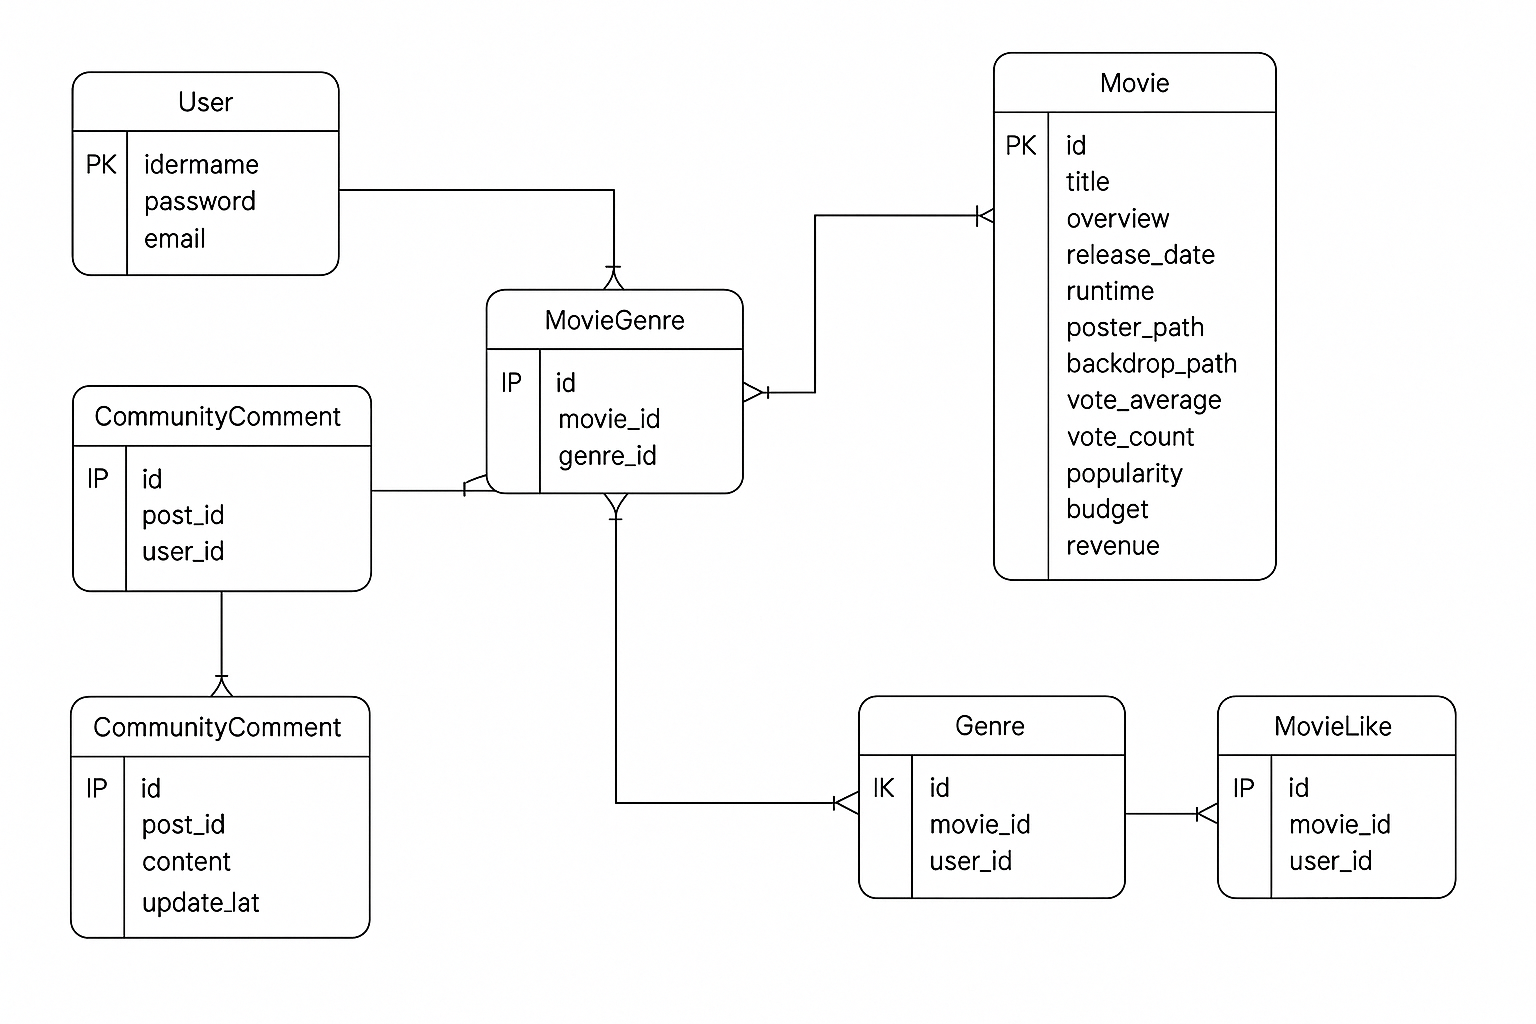 User
PK idermame
password
email
Movie
PK id
title
overview
release_date
runtime
poster_path
backdrop_path
vote_average
vote_count
popularity
budget
revenue
MovieGenre
IP id
movie_id
genre_id
CommunityComment
IP id
post_id
user_id
CommunityComment
IP id
post_id
content
update_lat
Genre
IK id
movie_id
user_id
MovieLike
IP id
movie_id
user_id